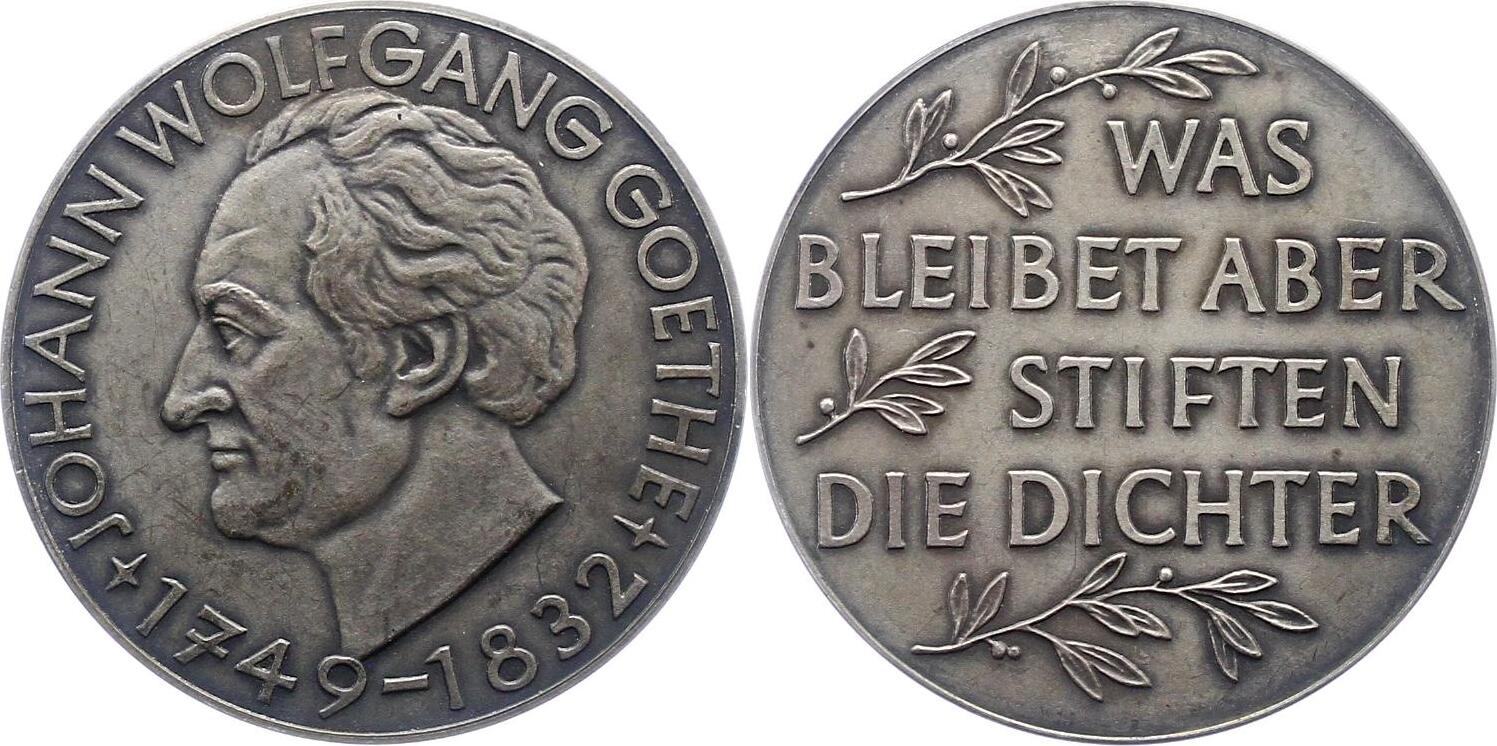 JOHANN WOLFGANG GOETHE
1749-1832
WAS
BLEIBET ABER
STIFTEN
DIE DICHTER